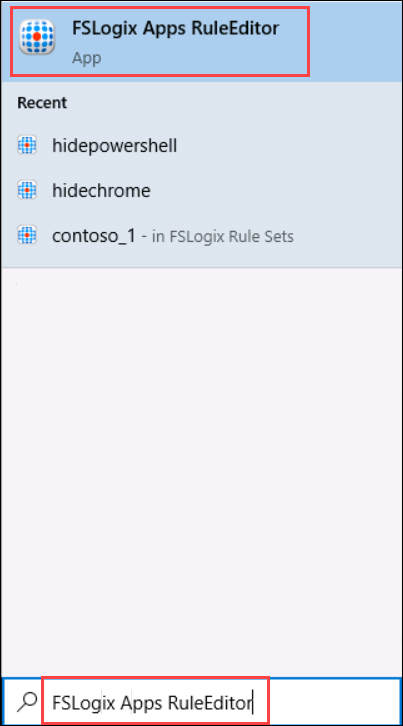 FSLogix Apps RuleEditor
App
Recent
hidepowershell
hidechrome
contoso_1 - in FSLogix Rule Sets
FSLogix Apps RuleEditor